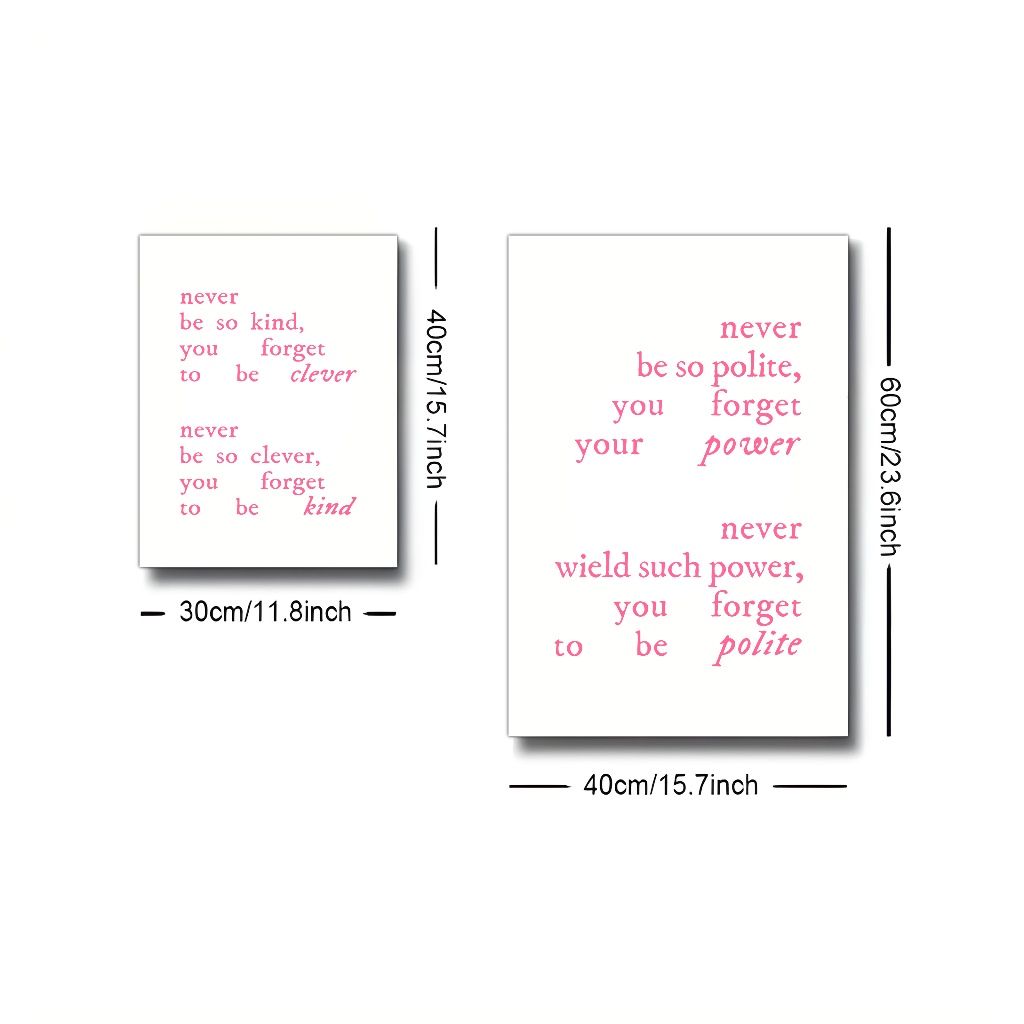 never
be so kind,
you forget
to be clever
never
be so clever,
you forget
to be kind
40cm/15.7inch
30cm/11.8inch
never
be so polite,
you forget
your power
never
wield such power,
you forget
to be polite
60cm/23.6inch
40cm/15.7inch